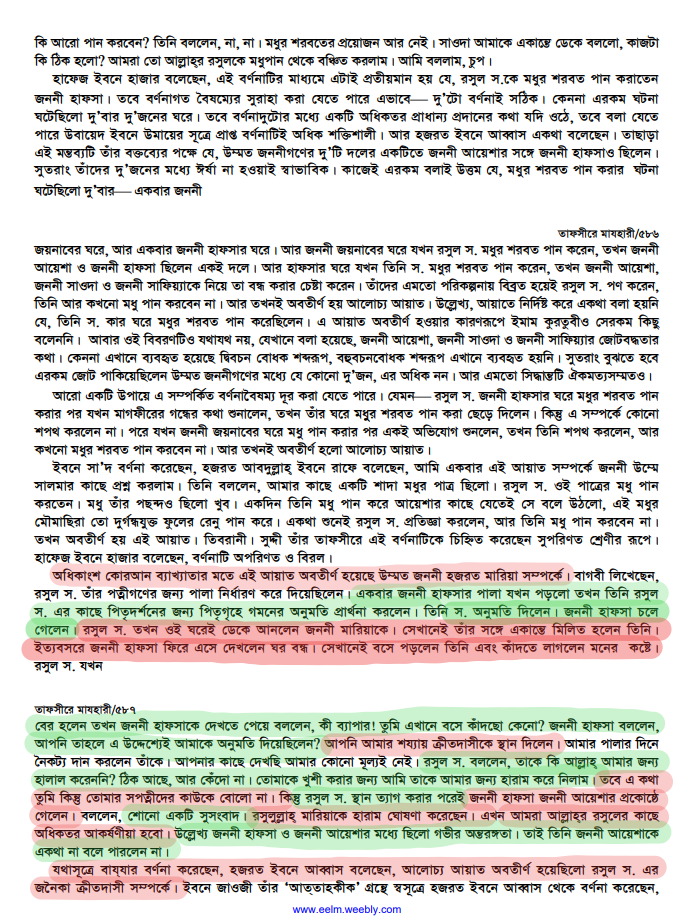 কি আরো পান করবেন? তিনি বললেন, না, না। মধুর শরবতের প্রয়োজন আর নেই। সাওদা আমাকে একান্তে ডেকে বললো, কাজটা
কি ঠিক হলো? আমরা তো আল্লাহ্‌র রসুলকে মধুপান থেকে বঞ্চিত করলাম। আমি বললাম, চুপ।
হাফেজ ইবনে হাজার বলেছেন, এই বর্ণনাটির মাধ্যমে এটাই প্রতীয়মান হয় যে, রসুল স.কে মধুর শরবত পান করাতেন
জননী হাফসা। তবে বর্ণনাগত বৈষম্যের সুরাহা করা যেতে পারে এভাবে— দু’টো বর্ণনাই সঠিক। কেননা এরকম ঘটনা
ঘটেছিলো দু’বার দু’জনের ঘরে। তবে বর্ণনাদুটোর মধ্যে একটি অধিকতর প্রাধান্য প্রদানের কথা যদি ওঠে, তবে বলা যেতে
পারে উবায়েদ ইবনে উমায়ের সূত্রে প্রাপ্ত বর্ণনাটিই অধিক শক্তিশালী। আর হজরত ইবনে আব্বাস একথা বলেছেন। তাছাড়া
এই মন্তব্যটি তাঁর বক্তব্যের পক্ষে যে, উম্মত জননীগণের দু’টি দলের একটিতে জননী আয়েশার সঙ্গে জননী হাফসাও ছিলেন।
সুতরাং তাঁদের দু’জনের মধ্যে ঈর্ষা না হওয়াই স্বাভাবিক। কাজেই এরকম বলাই উত্তম যে, মধুর শরবত পান করার ঘটনা
ঘটেছিলো দু’বার— একবার জননী
তাফসীরে মাযহারী/৫৮৬
জয়নাবের ঘরে, আর একবার জননী হাফসার ঘরে। আর জননী জয়নাবের ঘরে যখন রসুল স. মধুর শরবত পান করেন, তখন জননী
আয়েশা ও জননী হাফসা ছিলেন একই দলে। আর হাফসার ঘরে যখন তিনি স. মধুর শরবত পান করেন, তখন জননী আয়েশা,
জননী সাওদা ও জননী সাফিয়্যাকে নিয়ে তা বন্ধ করার চেষ্টা করেন। তাঁদের এমতো পরিকল্পনায় বিব্রত হয়েই রসুল স. পণ করেন,
তিনি আর কখনো মধু পান করবেন না। আর তখনই অবতীর্ণ হয় আলোচ্য আয়াত। উল্লেখ্য, আয়াতে নির্দিষ্ট করে একথা বলা হয়নি
যে, তিনি স. কার ঘরে মধুর শরবত পান করেছিলেন। এ আয়াত অবতীর্ণ হওয়ার কারণরূপে ইমাম কুরতুবীও সেরকম কিছু
বলেননি। আবার ওই বিবরণটিও যথাযথ নয়, যেখানে বলা হয়েছে, জননী আয়েশা, জননী সাওদা ও জননী সাফিয়্যার জোটবদ্ধতার
কথা। কেননা এখানে ব্যবহৃত হয়েছে দ্বিবচন বোধক শব্দরূপ, বহুবচনবোধক শব্দরূপ এখানে ব্যবহৃত হয়নি। সুতরাং বুঝতে হবে
এরকম জোট পাকিয়েছিলেন উম্মত জননীগণের মধ্যে যে কোনো দু’জন, এর অধিক নন। আর এমতো সিদ্ধান্তটি ঐকমত্যসম্মতও।
আরো একটি উপায়ে এ সম্পর্কিত বর্ণনাবৈষম্য দূর করা যেতে পারে। যেমন— রসুল স. জননী হাফসার ঘরে মধুর শরবত পান
করার পর যখন মাগফীরের গন্ধের কথা শুনালেন, তখন তাঁর ঘরে মধুর শরবত পান করা ছেড়ে দিলেন। কিন্তু এ সম্পর্কে কোনো
শপথ করলেন না। পরে যখন জননী জয়নাবের ঘরে মধু পান করার পর একই অভিযোগ শুনলেন, তখন তিনি শপথ করলেন, আর
কখনো মধুর শরবত পান করবেন না। আর তখনই অবতীর্ণ হলো আলোচ্য আয়াত।
ইবনে সা’দ বর্ণনা করেছেন, হজরত আবদুল্লাহ্ ইবনে রাফে বলেছেন, আমি একবার এই আয়াত সম্পর্কে জননী উম্মে
সালমার কাছে প্রশ্ন করলাম। তিনি বললেন, আমার কাছে একটি শাদা মধুর পাত্র ছিলো। রসুল স. ওই পাত্রের মধু পান
করতেন। মধু তাঁর পছন্দও ছিলো খুব। একদিন তিনি মধু পান করে আয়েশার কাছে যেতেই সে বলে উঠলো, এই মধুর
মৌমাছিরা তো দুর্গন্ধযুক্ত ফুলের রেনু পান করে। একথা শুনেই রসুল স. প্রতিজ্ঞা করলেন, আর তিনি মধু পান করবেন না।
তখন অবতীর্ণ হয় এই আয়াত। তিবরানী। সুদ্দী তাঁর তাফসীরে এই বর্ণনাটিকে চিহ্নিত করেছেন সুপরিণত শ্রেণীর রূপে।
হাফেজ ইবনে হাজার বলেছেন, বর্ণনাটি অপরিণত ও বিরল।
অধিকাংশ কোরআন ব্যাখ্যাতার মতে এই আয়াত অবতীর্ণ হয়েছে উম্মত জননী হজরত মারিয়া সম্পর্কে। বাগবী লিখেছেন,
রসুল স. তাঁর পত্নীগণের জন্য পালা নির্ধারণ করে দিয়েছিলেন। একবার জননী হাফসার পালা যখন পড়লো তখন তিনি রসুল
স. এর কাছে পিতৃদর্শনের জন্য পিতৃগৃহে গমনের অনুমতি প্রার্থনা করলেন। তিনি স. অনুমতি দিলেন। জননী হাফসা চলে
গেলেন। রসুল স. তখন ওই ঘরেই ডেকে আনলেন জননী মারিয়াকে। সেখানেই তাঁর সঙ্গে একান্তে মিলিত হলেন তিনি।
ইত্যবসরে জননী হাফসা ফিরে এসে দেখলেন ঘর বন্ধ। সেখানেই বসে পড়লেন তিনি এবং কাঁদতে লাগলেন মনের কষ্টে।
রসুল স. যখন
তাফসীরে মাযহারী/৫৮৭
বের হলেন তখন জননী হাফসাকে দেখতে পেয়ে বললেন, কী ব্যাপার! তুমি এখানে বসে কাঁদছো কেনো? জননী হাফসা বললেন,
আপনি তাহলে এ উদ্দেশ্যেই আমাকে অনুমতি দিয়েছিলেন? আপনি আমার শয্যায় ক্রীতদাসীকে স্থান দিলেন। আমার পালার দিনে
নৈকট্য দান করলেন তাঁকে। আপনার কাছে দেখছি আমার কোনো মূল্যই নেই। রসুল স. বললেন, তাকে কি আল্লাহ্ আমার জন্য
হালাল করেননি? ঠিক আছে, আর কেঁদো না। তোমাকে খুশী করার জন্য আমি তাকে আমার জন্য হারাম করে নিলাম। তবে এ কথা
তুমি কিন্তু তোমার সপত্নীদের কাউকে বোলো না। কিন্তু রসুল স. স্থান ত্যাগ করার পরেই জননী হাফসা জননী আয়েশার প্রকোষ্ঠে
গেলেন। বললেন, শোনো একটি সুসংবাদ। রসুলুল্লাহ্ মারিয়াকে হারাম ঘোষণা করেছেন। এখন আমরা আল্লাহ্‌র রসুলের কাছে
অধিকতর আকর্ষণীয়া হবো। উল্লেখ্য জননী হাফসা ও জননী আয়েশার মধ্যে ছিলো গভীর অন্তরঙ্গতা। তাই তিনি জননী আয়েশাকে
একথা না বলে পারলেন না।
যথাসূত্রে বায্‌যার বর্ণনা করেছেন, হজরত ইবনে আব্বাস বলেছেন, আলোচ্য আয়াত অবতীর্ণ হয়েছিলো রসুল স. এর
জনৈকা ক্রীতদাসী সম্পর্কে। ইবনে জাওজী তাঁর ‘আত্‌তাহকীক’ গ্রন্থে স্বসূত্রে হজরত ইবনে আব্বাস থেকে বর্ণনা করেছেন,
www.eelm.weebly.com